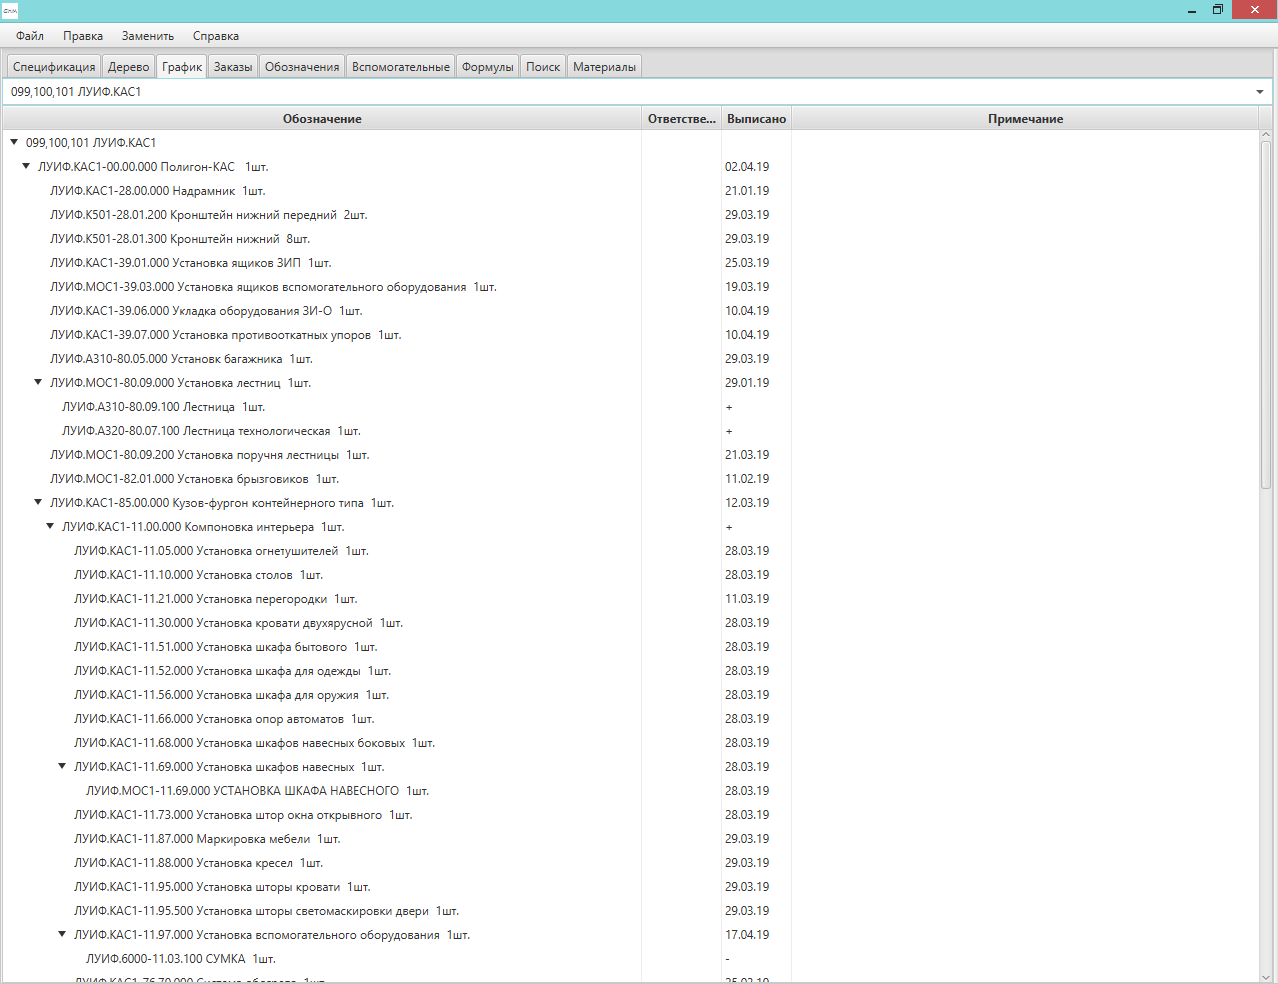 Файл Правка Заменить Справка
Спецификация Дерево График Заказы Обозначения Вспомогательные Формулы Поиск Материалы
099,100,101 ЛУИФ.КАС1
Обозначение Ответстве... Выписано Примечание
099,100,101 ЛУИФ.КАС1
ЛУИФ.КАС1-00.00.000 Полигон-КАС 1шт. 02.04.19
ЛУИФ.КАС1-28.00.000 Надрамник 1шт. 21.01.19
ЛУИФ.К501-28.01.200 Кронштейн нижний передний 2шт. 29.03.19
ЛУИФ.К501-28.01.300 Кронштейн нижний 8шт. 29.03.19
ЛУИФ.КАС1-39.01.000 Установка ящиков ЗИП 1шт. 25.03.19
ЛУИФ.МОС1-39.03.000 Установка ящиков вспомогательного оборудования 1шт. 19.03.19
ЛУИФ.КАС1-39.06.000 Укладка оборудования ЗИ-О 1шт. 10.04.19
ЛУИФ.КАС1-39.07.000 Установка противооткатных упоров 1шт. 10.04.19
ЛУИФ.А310-80.05.000 Установк багажника 1шт. 29.03.19
ЛУИФ.МОС1-80.09.000 Установка лестниц 1шт. 29.01.19
ЛУИФ.А310-80.09.100 Лестница 1шт. +
ЛУИФ.А320-80.07.100 Лестница технологическая 1шт. +
ЛУИФ.МОС1-80.09.200 Установка поручня лестницы 1шт. 21.03.19
ЛУИФ.МОС1-82.01.000 Установка брызговиков 1шт. 11.02.19
ЛУИФ.КАС1-85.00.000 Кузов-фургон контейнерного типа 1шт. 12.03.19
ЛУИФ.КАС1-11.00.000 Компоновка интерьера 1шт. +
ЛУИФ.КАС1-11.05.000 Установка огнетушителей 1шт. 28.03.19
ЛУИФ.КАС1-11.10.000 Установка столов 1шт. 28.03.19
ЛУИФ.КАС1-11.21.000 Установка перегородки 1шт. 11.03.19
ЛУИФ.КАС1-11.30.000 Установка кровати двухярусной 1шт. 28.03.19
ЛУИФ.КАС1-11.51.000 Установка шкафа бытового 1шт. 28.03.19
ЛУИФ.КАС1-11.52.000 Установка шкафа для одежды 1шт. 28.03.19
ЛУИФ.КАС1-11.56.000 Установка шкафа для оружия 1шт. 28.03.19
ЛУИФ.КАС1-11.66.000 Установка опор автоматов 1шт. 28.03.19
ЛУИФ.КАС1-11.68.000 Установка шкафов навесных боковых 1шт. 28.03.19
ЛУИФ.КАС1-11.69.000 Установка шкафов навесных 1шт. 28.03.19
ЛУИФ.МОС1-11.69.000 УСТАНОВКА ШКАФА НАВЕСНОГО 1шт. 28.03.19
ЛУИФ.КАС1-11.73.000 Установка штор окна открывного 1шт. 28.03.19
ЛУИФ.КАС1-11.87.000 Маркировка мебели 1шт. 29.03.19
ЛУИФ.КАС1-11.88.000 Установка кресел 1шт. 29.03.19
ЛУИФ.КАС1-11.95.000 Установка шторы кровати 1шт. 29.03.19
ЛУИФ.КАС1-11.95.500 Установка шторы светомаскировки двери 1шт. 29.03.19
ЛУИФ.КАС1-11.97.000 Установка вспомогательного оборудования 1шт. 17.04.19
ЛУИФ.6000-11.03.100 СУМКА 1шт. -